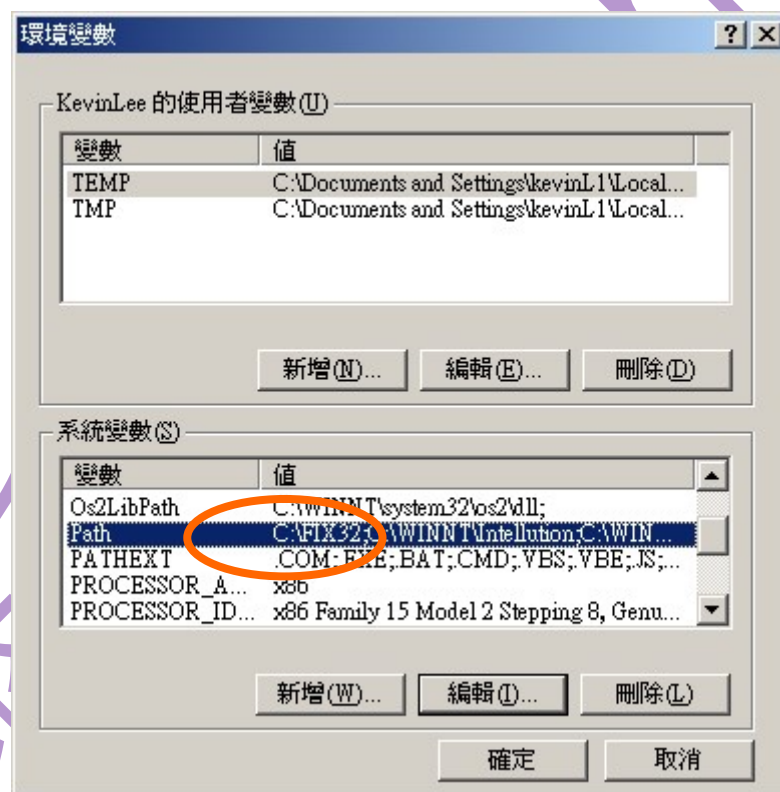 環境變數
KevinLee 的使用者變數(U)
變數 值
TEMP C:\Documents and Settings\kevinL1\Local...
TMP C:\Documents and Settings\kevinL1\Local...
新增(N)... 編輯(E)... 刪除(D)
系統變數(S)
變數 值
Os2LibPath C:\WINNT\system32\os2\dll;
Path C:\FIX32;C:\WINNT\Intellution;C:\WIN...
PATHEXT .COM;.EXE;.BAT;.CMD;.VBS;.VBE;.JS;...
PROCESSOR_A... x86
PROCESSOR_ID... x86 Family 15 Model 2 Stepping 8, Genu...
新增(W)... 編輯(I)... 刪除(L)
確定 取消